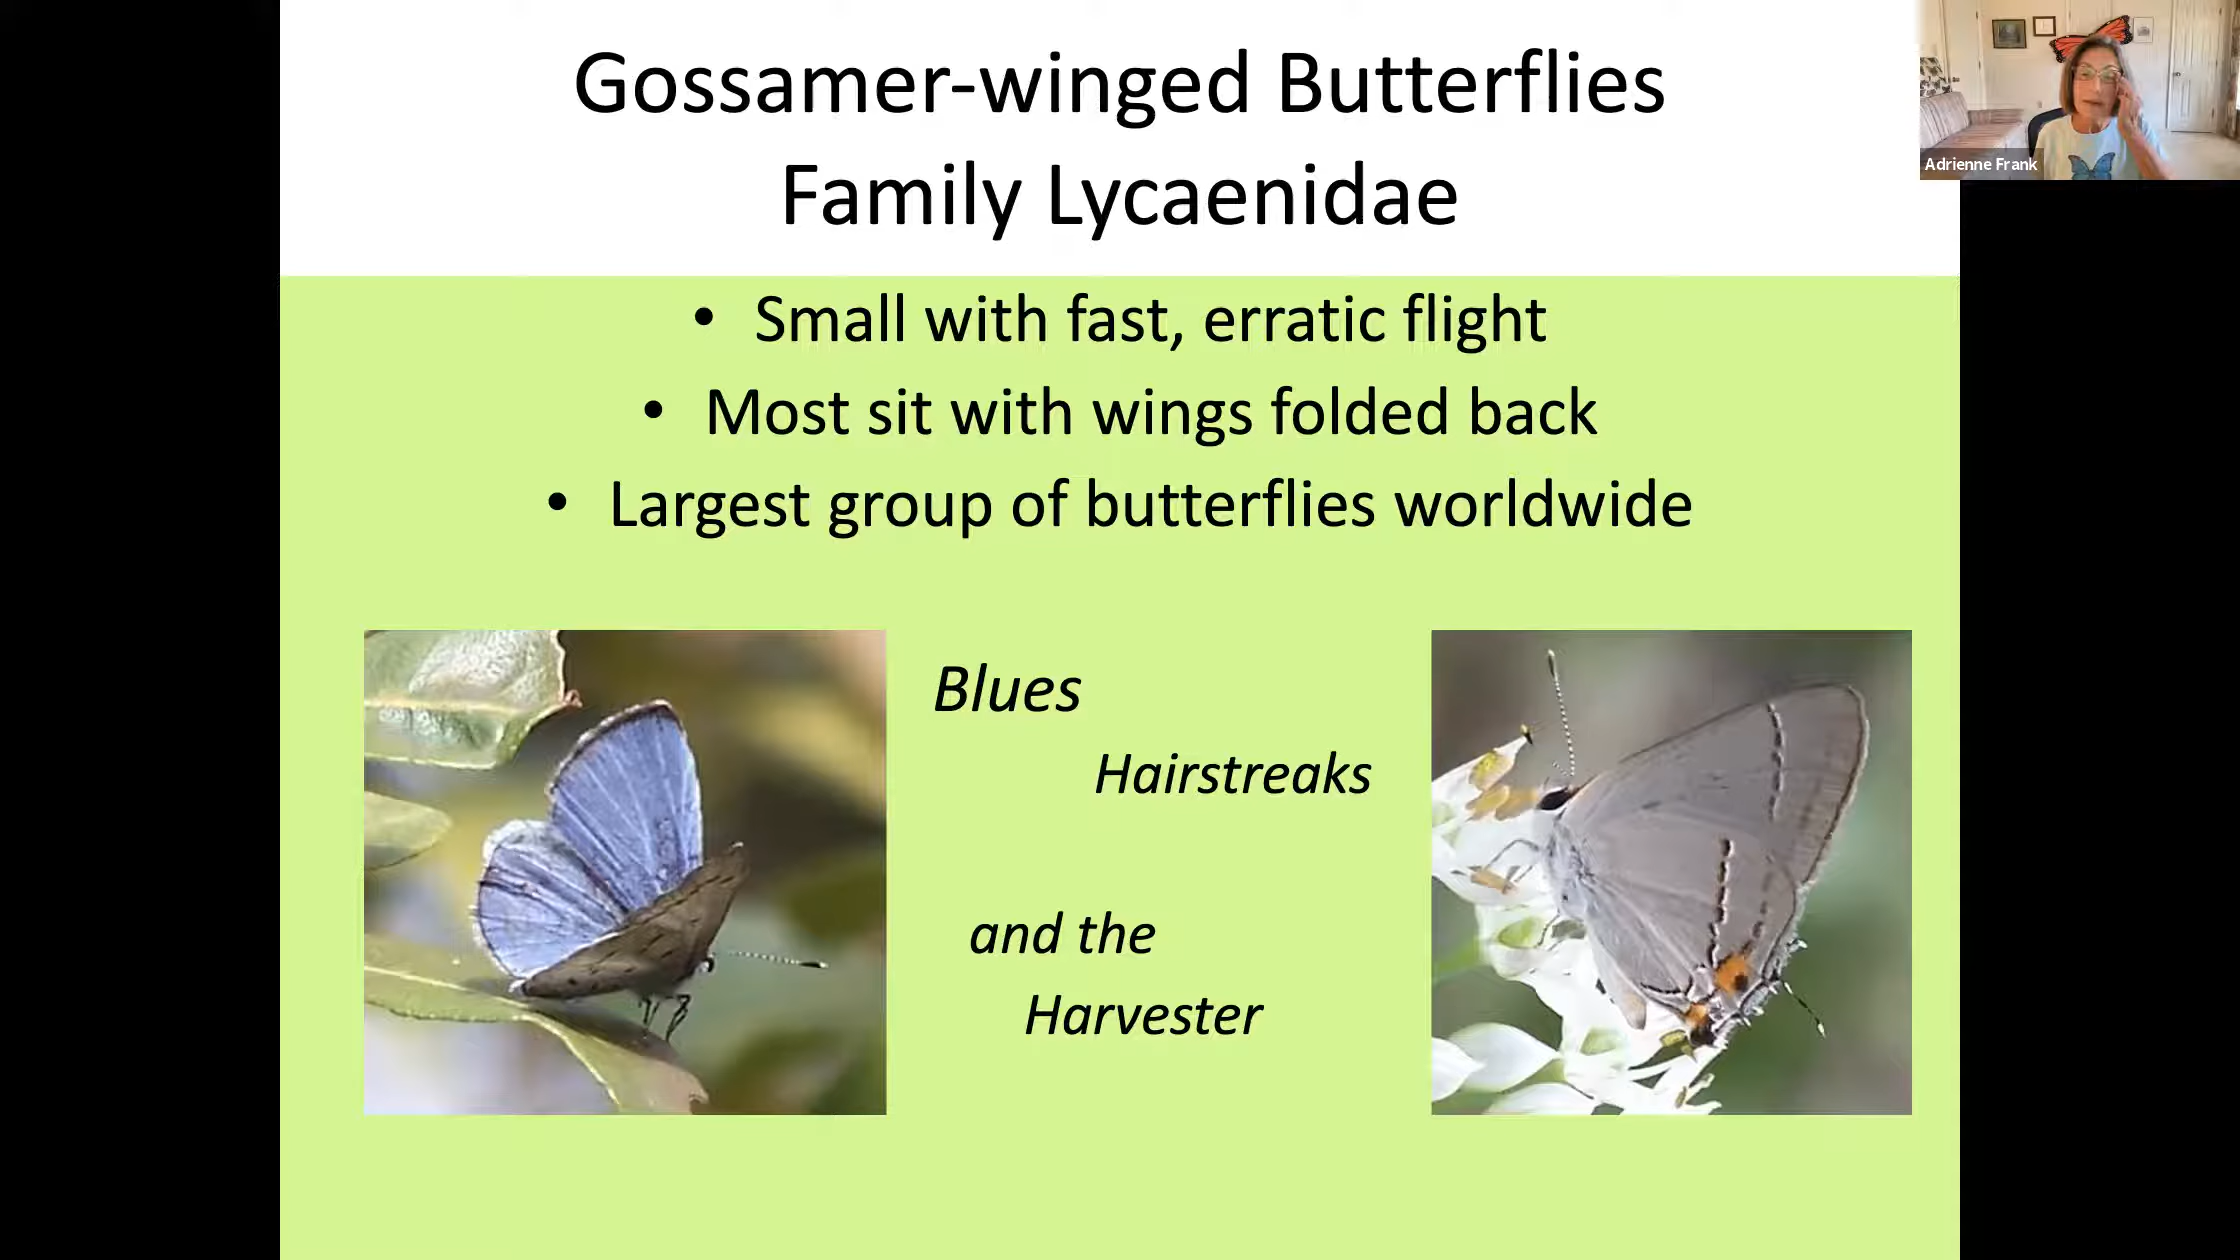 Gossamer-winged Butterflies
Family Lycaenidae
Adrienne Frank
• Small with fast, erratic flight
• Most sit with wings folded back
• Largest group of butterflies worldwide
Blues
Hairstreaks
and the
Harvester